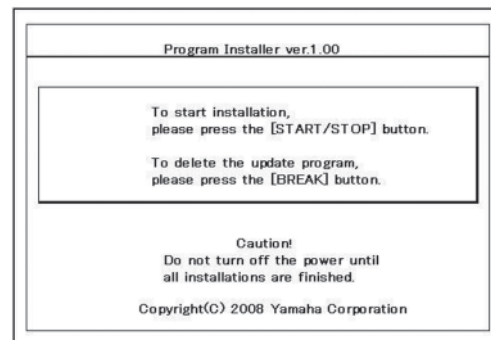 Program Installer ver.1.00
To start installation,
please press the [START/STOP] button.
To delete the update program,
please press the [BREAK] button.
Caution!
Do not turn off the power until
all installations are finished.
Copyright(C) 2008 Yamaha Corporation